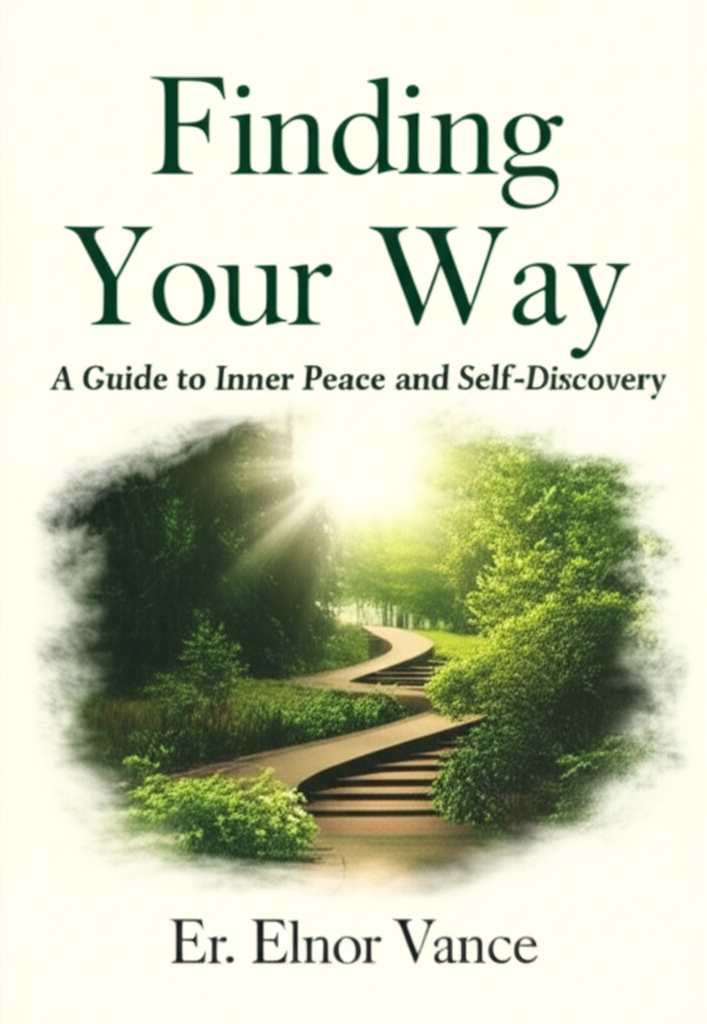 Finding
Your Way
A Guide to Inner Peace and Self-Discovery
Er. Elnor Vance